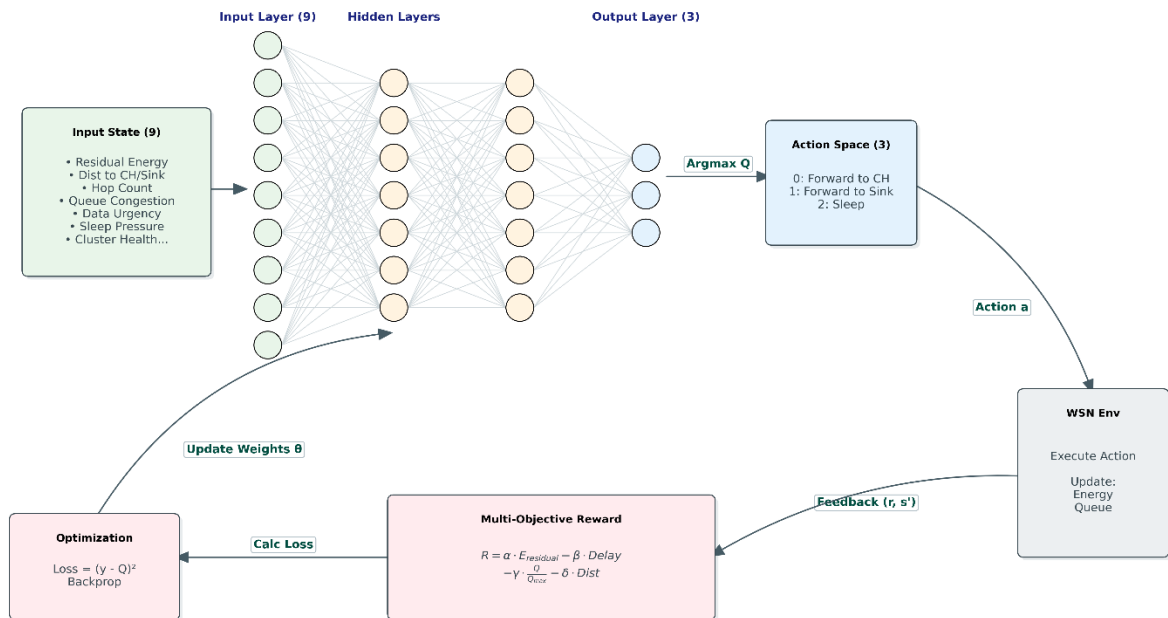 Input Layer (9)
Hidden Layers
Output Layer (3)
Input State (9)
• Residual Energy
• Dist to CH/Sink
• Hop Count
• Queue Congestion
• Data Urgency
• Sleep Pressure
• Cluster Health...
Argmax Q
Action Space (3)
0: Forward to CH
1: Forward to Sink
2: Sleep
Action a
WSN Env
Execute Action
Update:
Energy
Queue
Feedback (r, s')
Multi-Objective Reward
R = α · E_residual − β · Delay
−γ · Q/Q_max − δ · Dist
Calc Loss
Optimization
Loss = (y - Q)²
Backprop
Update Weights θ